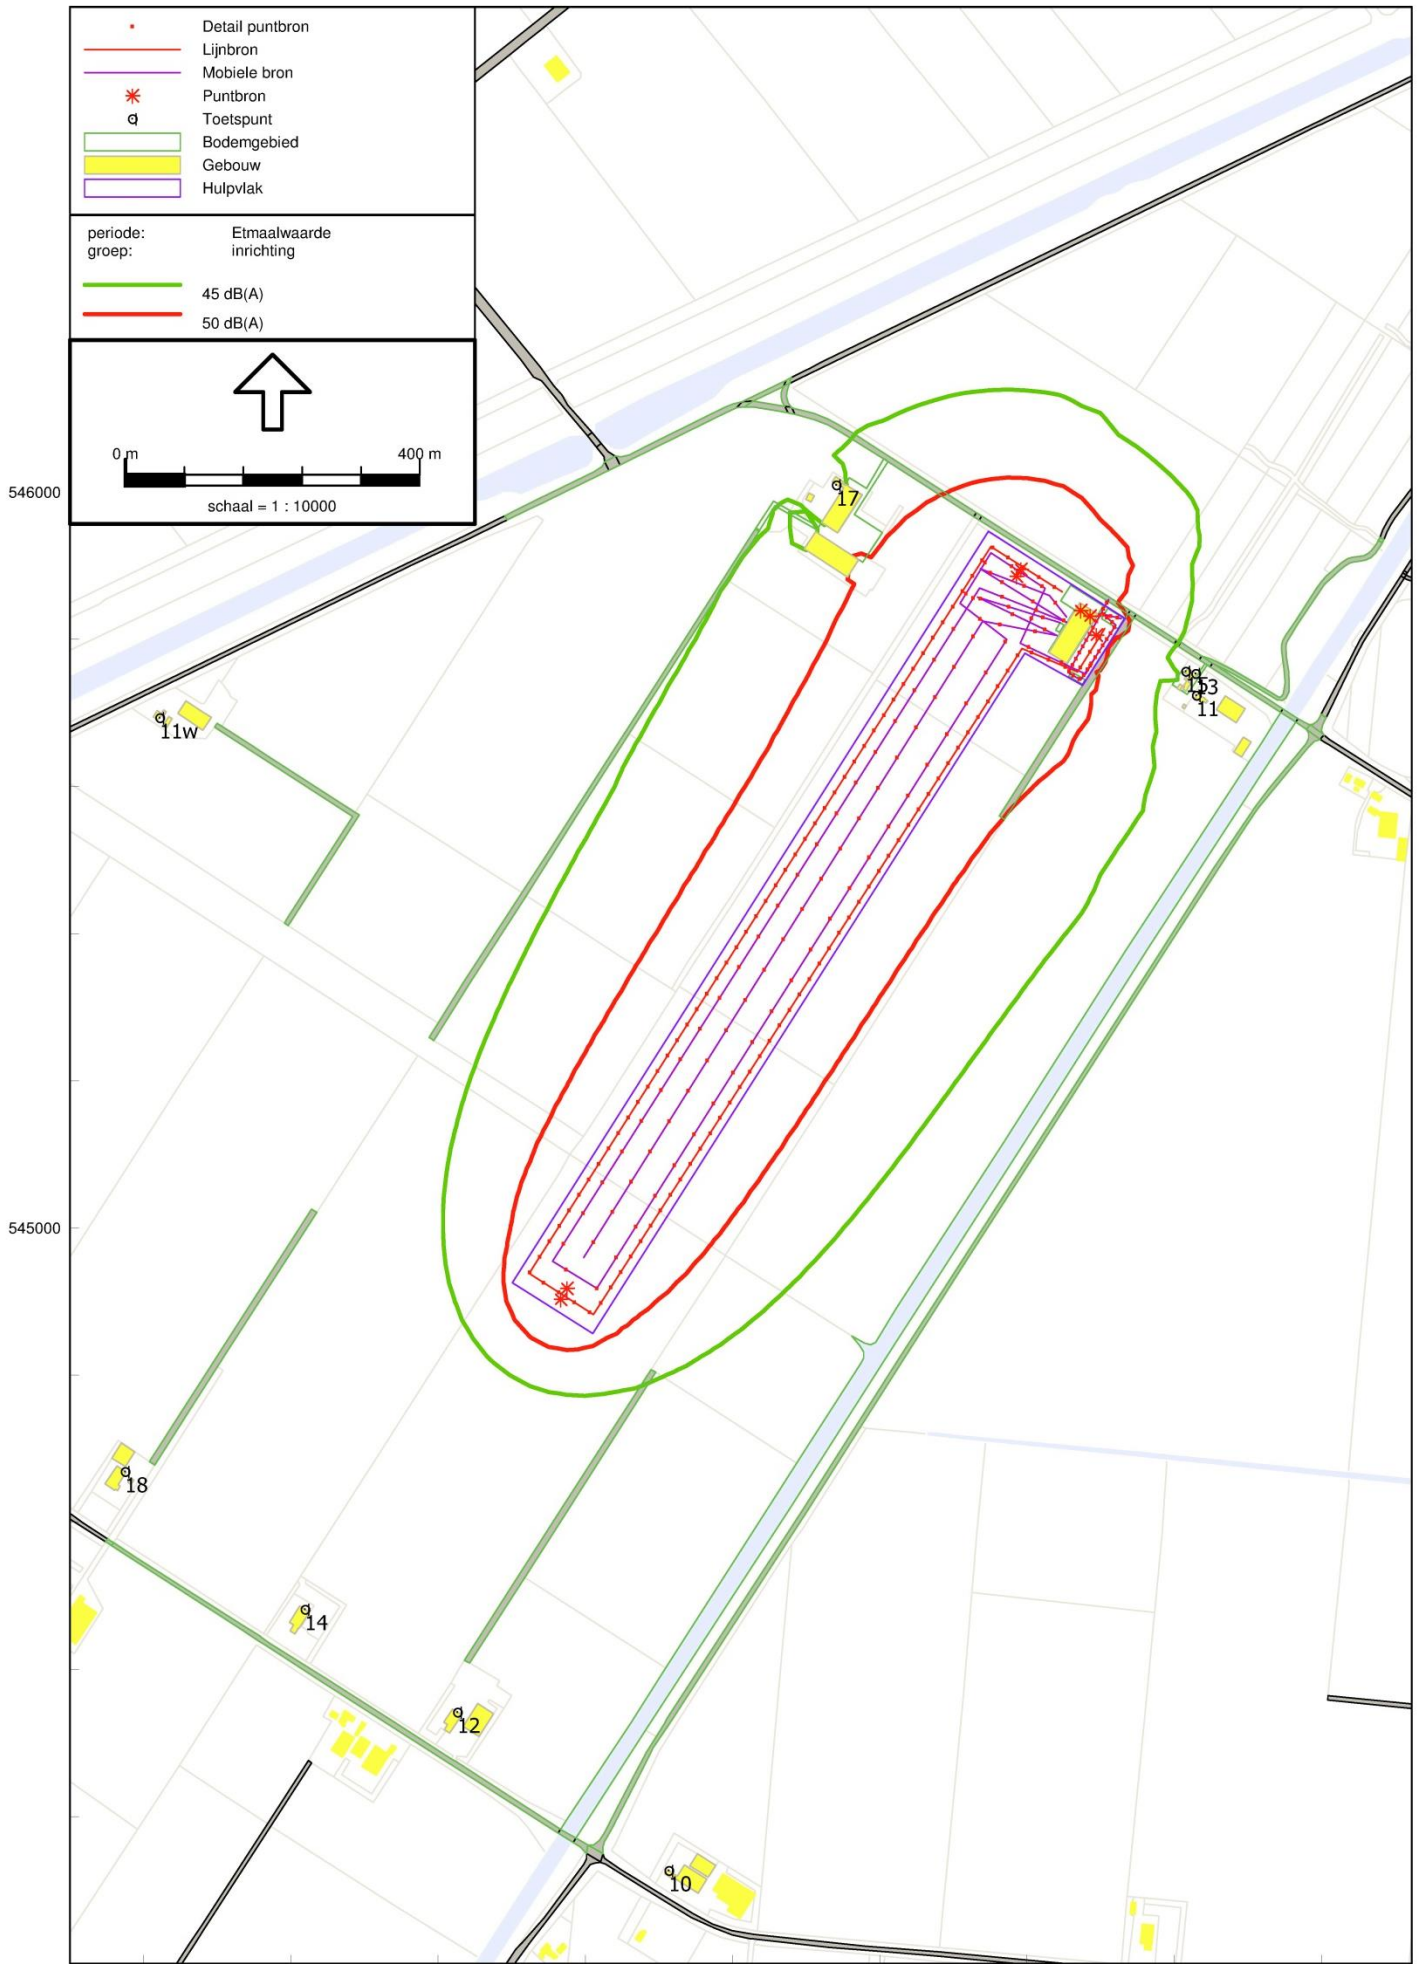 Detail puntbron
Lijnbron
Mobiele bron
Puntbron
Toetspunt
Bodemgebied
Gebouw
Hulpvlak
periode: Etmaalwaarde
groep: inrichting
45 dB(A)
50 dB(A)
0 m 400 m
schaal = 1 : 10000
546000
17
13
11
11w
545000
18
14
12
10